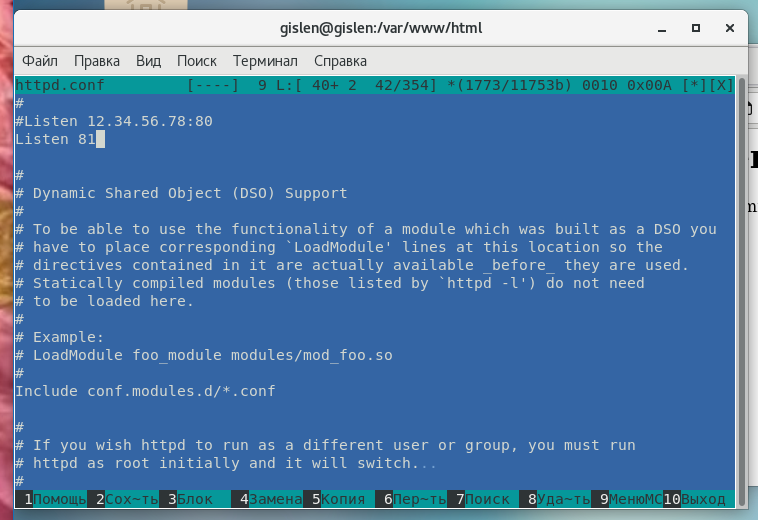 gislen@gislen:/var/www/html
Файл Правка Вид Поиск Терминал Справка
httpd.conf [----] 9 L:[ 40+ 2 42/354] *(1773/11753b) 0010 0x00A [*][X]
#
#Listen 12.34.56.78:80
Listen 81
#
# Dynamic Shared Object (DSO) Support
#
# To be able to use the functionality of a module which was built as a DSO you
# have to place corresponding `LoadModule' lines at this location so the
# directives contained in it are actually available _before_ they are used.
# Statically compiled modules (those listed by `httpd -l') do not need
# to be loaded here.
#
# Example:
# LoadModule foo_module modules/mod_foo.so
#
Include conf.modules.d/*.conf
#
# If you wish httpd to run as a different user or group, you must run
# httpd as root initially and it will switch...
#
1Помощь 2Сох~ть 3Блок 4Замена 5Копия 6Пер~ть 7Поиск 8Уда~ть 9МенюМС 10Выход